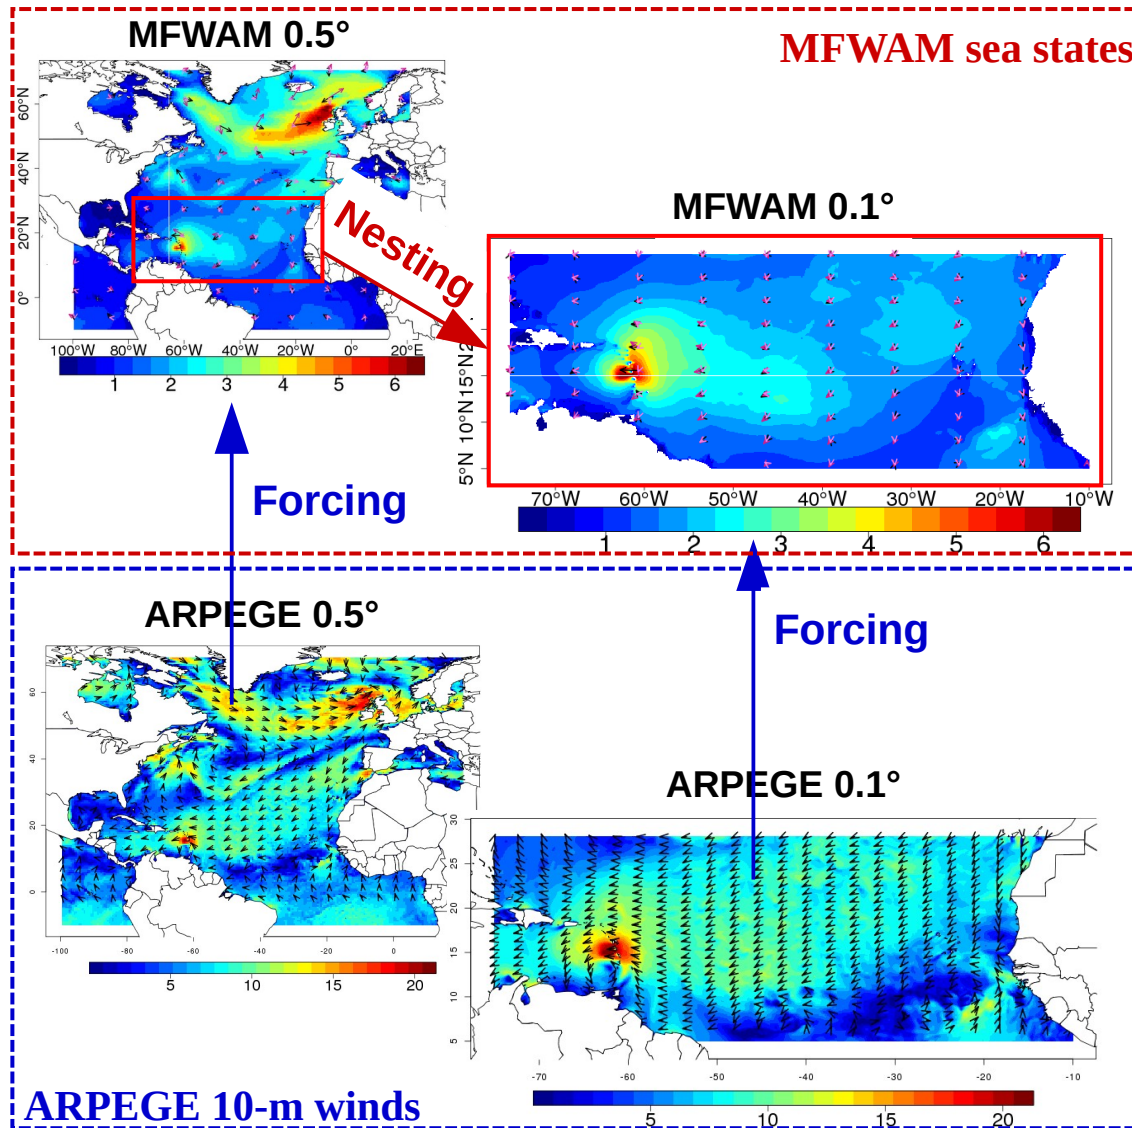 MFWAM 0.5°
MFWAM sea states
60°N
40°N
20°N
0°
100°W 80°W 60°W 40°W 20°W 0° 20°E
1 2 3 4 5 6
Nesting
MFWAM 0.1°
15°N
10°N
5°N
70°W 60°W 50°W 40°W 30°W 20°W 10°W
1 2 3 4 5 6
Forcing
Forcing
ARPEGE 0.5°
60
40
20
0
-100 -80 -60 -40 -20 0
5 10 15 20
ARPEGE 0.1°
30
25
20
15
10
5
-70 -60 -50 -40 -30 -20 -10
5 10 15 20
ARPEGE 10-m winds